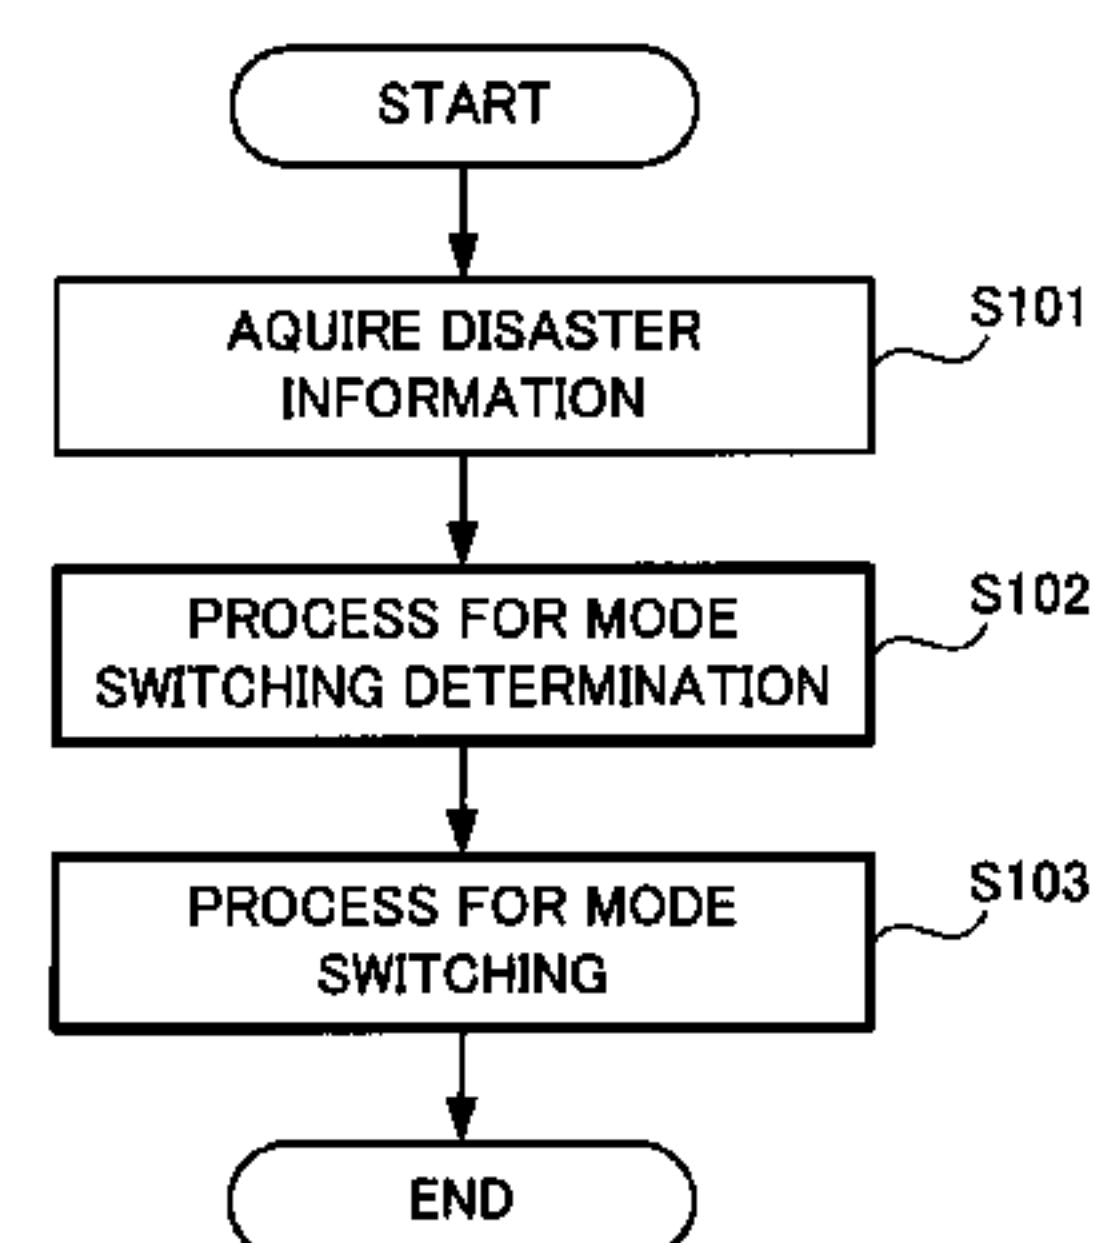 START
AQUIRE DISASTER
INFORMATION
S101
PROCESS FOR MODE
SWITCHING DETERMINATION
S102
PROCESS FOR MODE
SWITCHING
S103
END